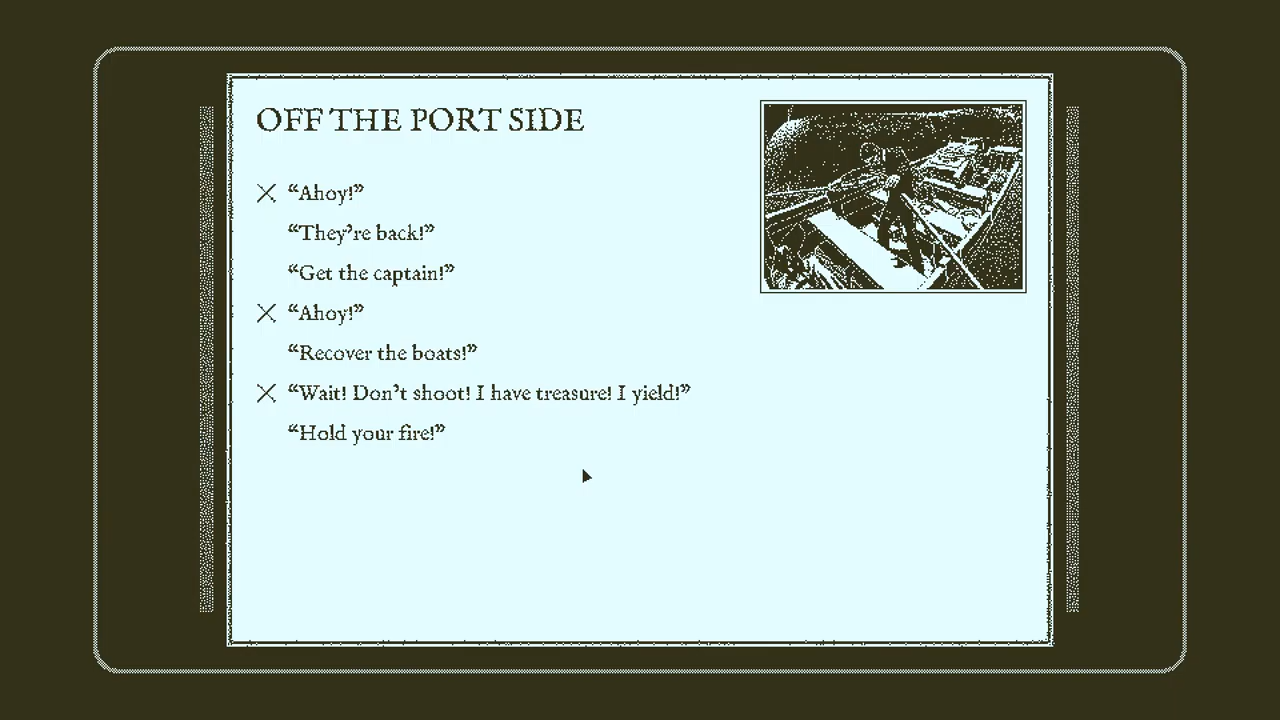 OFF THE PORT SIDE
“Ahoy!”
“They’re back!”
“Get the captain!”
“Ahoy!”
“Recover the boats!”
“Wait! Don’t shoot! I have treasure! I yield!”
“Hold your fire!”